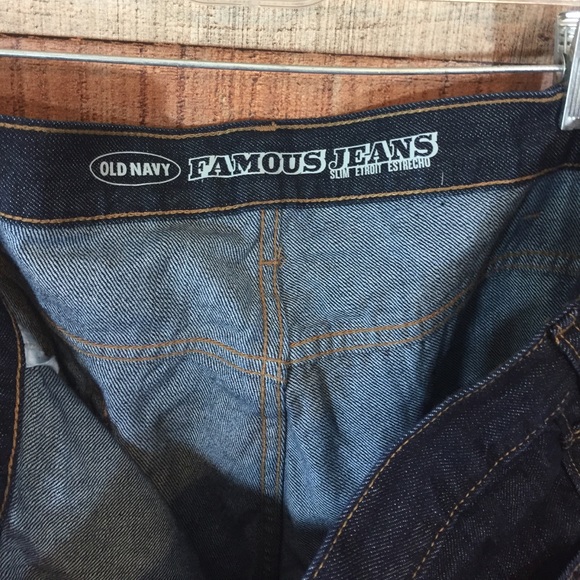 OLD NAVY FAMOUS JEANS
SLIM ETROIT ESTRECHO